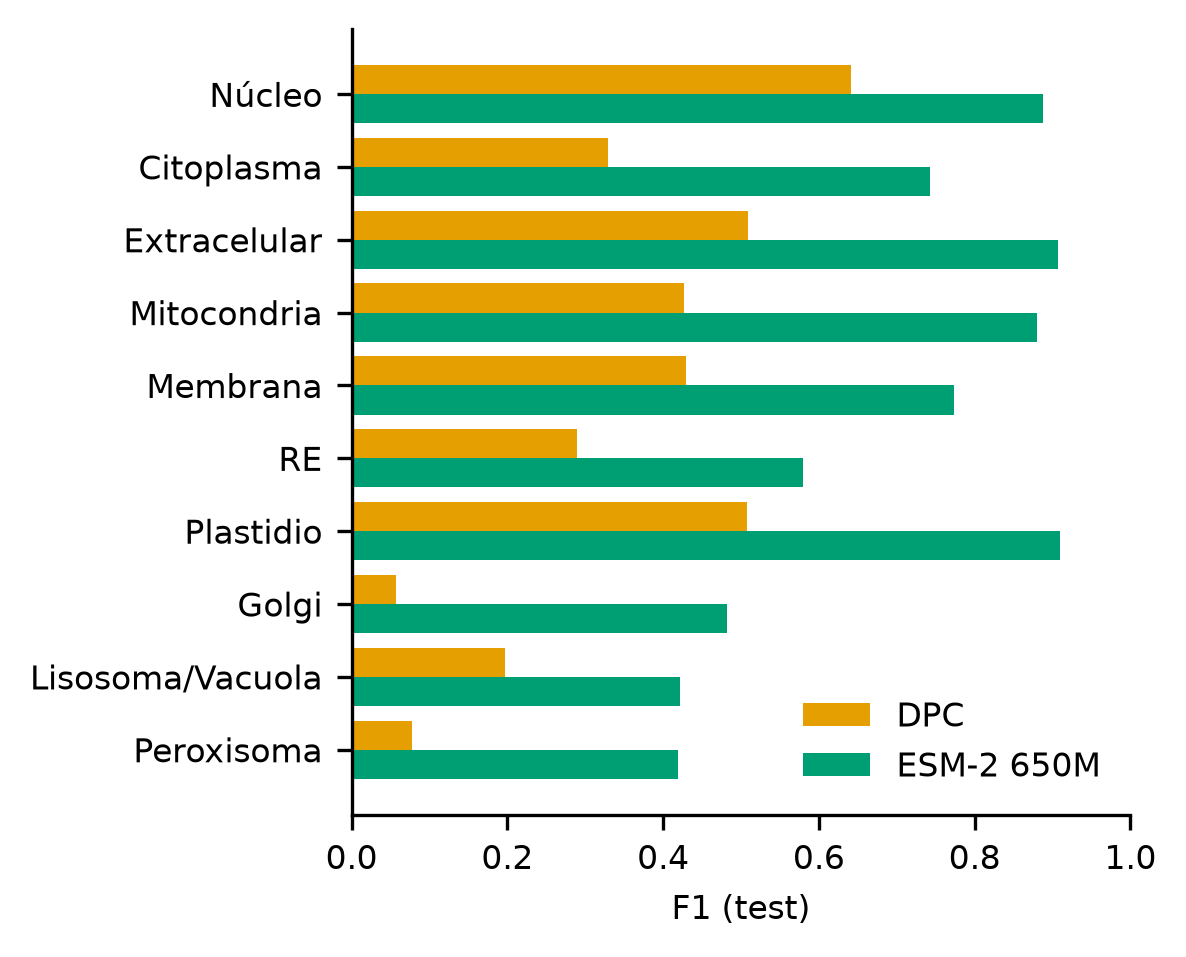 Núcleo
Citoplasma
Extracelular
Mitocondria
Membrana
RE
Plastidio
Golgi
Lisosoma/Vacuola
Peroxisoma
DPC
ESM-2 650M
0.0 0.2 0.4 0.6 0.8 1.0
F1 (test)